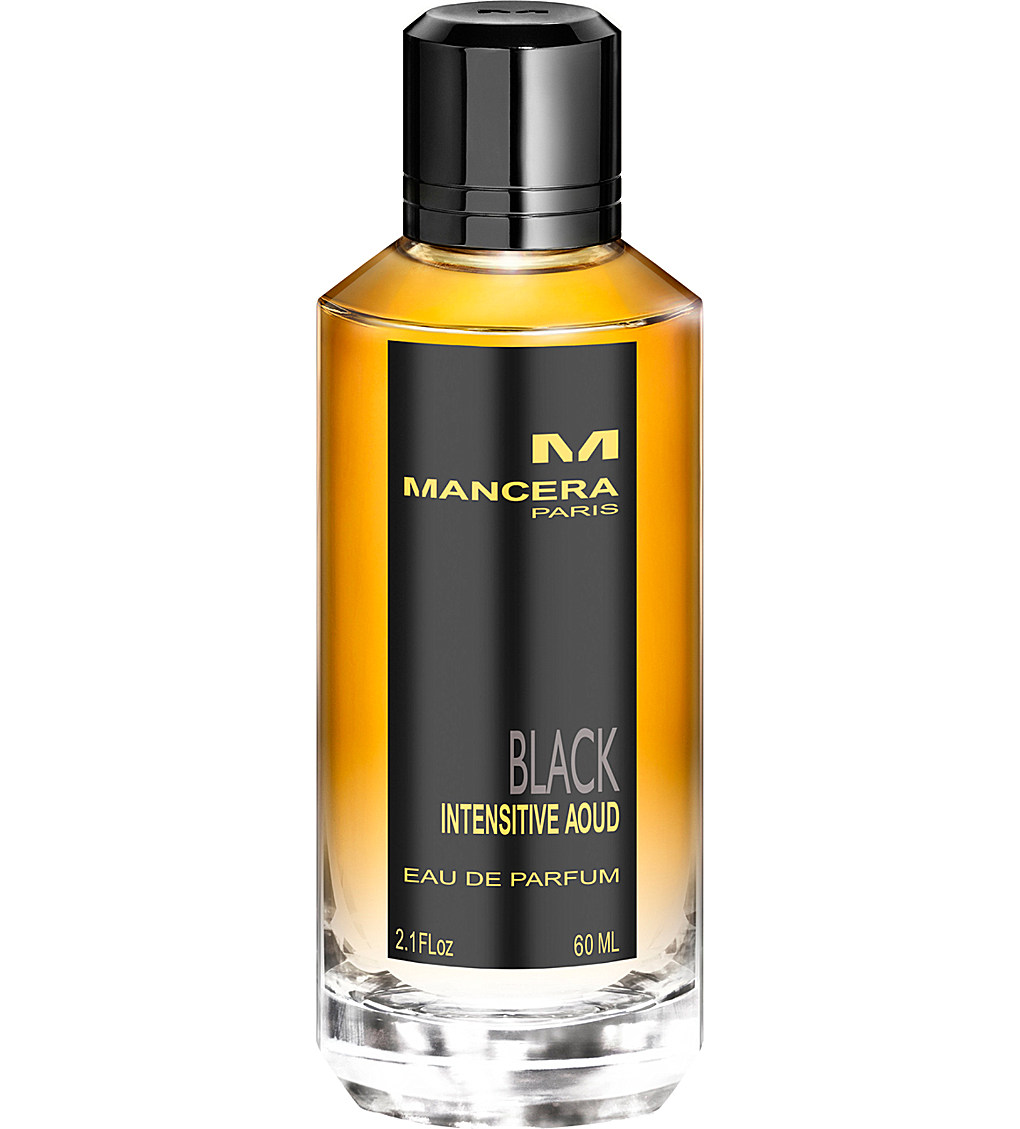 M
MANCERA
PARIS
BLACK
INTENSITIVE AOUD
EAU DE PARFUM
2.1FLoz 60 ML